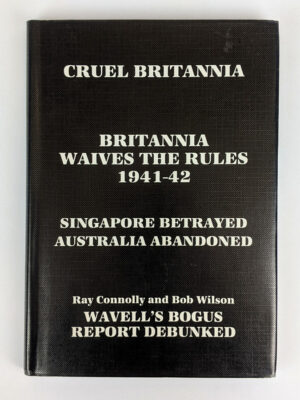 CRUEL BRITANNIA
BRITANNIA
WAIVES THE RULES
1941-42
SINGAPORE BETRAYED
AUSTRALIA ABANDONED
Ray Connolly and Bob Wilson
WAVELL'S BOGUS
REPORT DEBUNKED